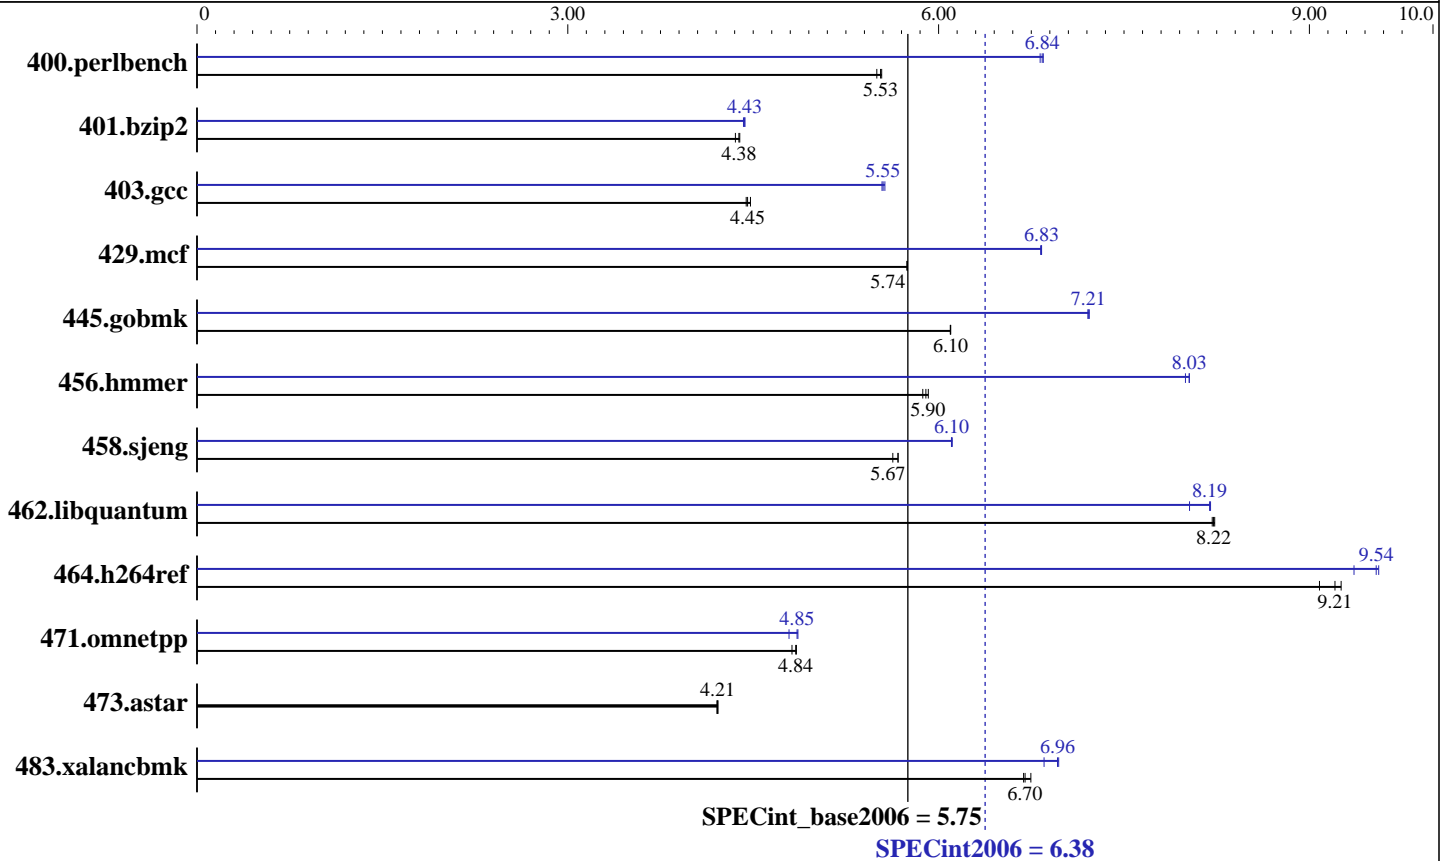 0 3.00 6.00 9.00 10.0
400.perlbench
6.84
5.53
401.bzip2
4.43
4.38
403.gcc
5.55
4.45
429.mcf
6.83
5.74
445.gobmk
7.21
6.10
456.hmmer
8.03
5.90
458.sjeng
6.10
5.67
462.libquantum
8.19
8.22
464.h264ref
9.54
9.21
471.omnetpp
4.85
4.84
473.astar
4.21
483.xalancbmk
6.96
6.70
SPECint_base2006 = 5.75
SPECint2006 = 6.38